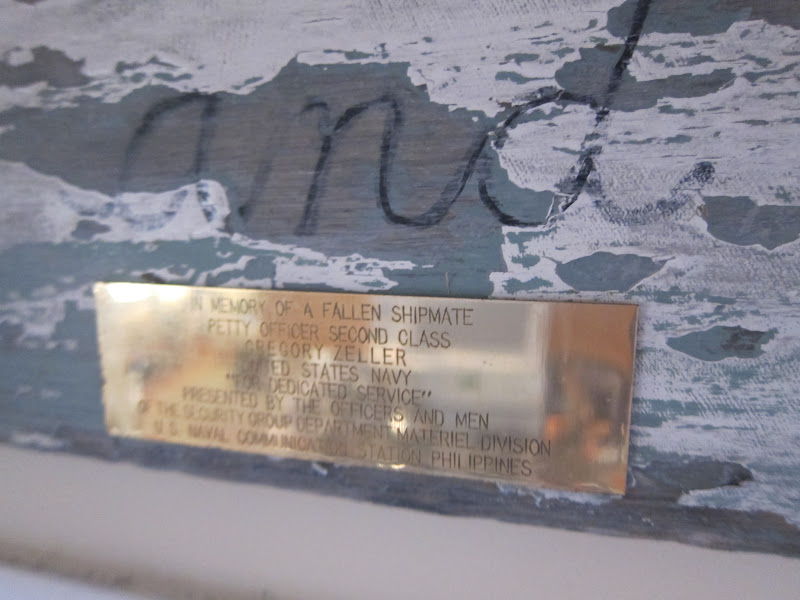 and
IN MEMORY OF A FALLEN SHIPMATE
PETTY OFFICER SECOND CLASS
GREGORY ZELLER
UNITED STATES NAVY
"FOR DEDICATED SERVICE"
PRESENTED BY THE OFFICERS AND MEN
OF THE SECURITY GROUP DEPARTMENT MATERIEL DIVISION
U.S. NAVAL COMMUNICATION STATION PHILIPPINES